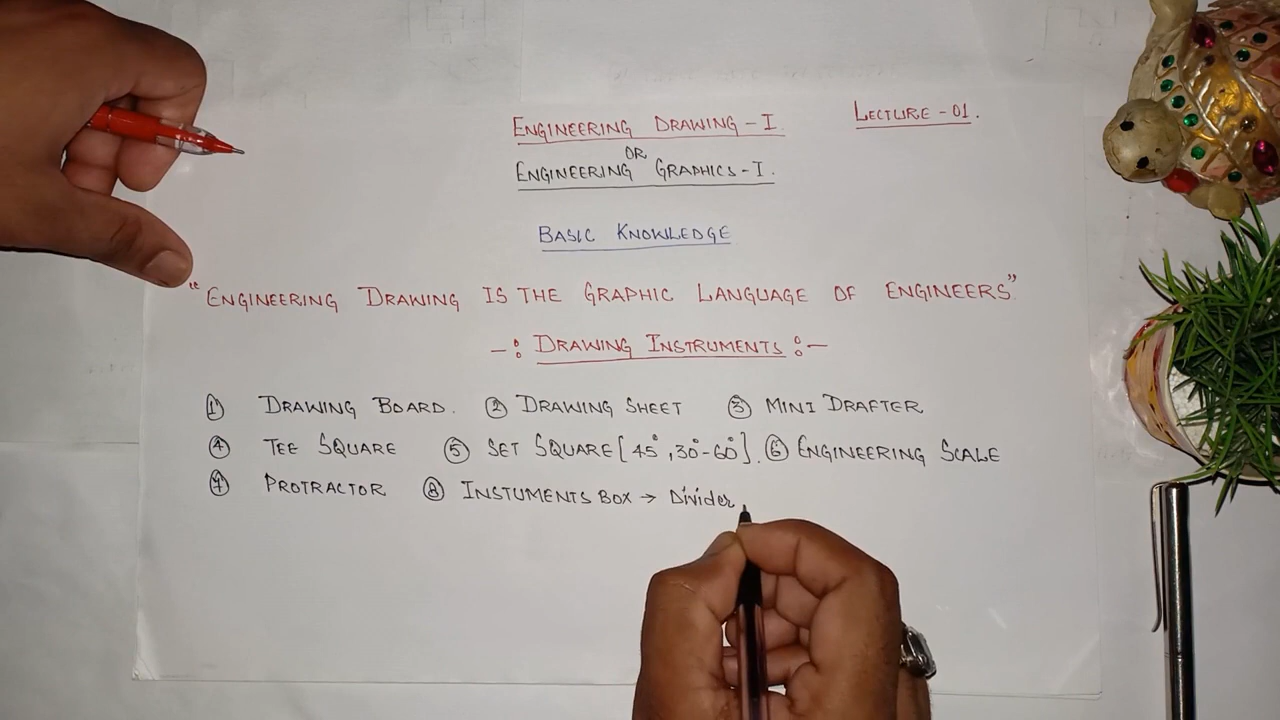 ENGINEERING DRAWING - I. LECTURE - 01.
OR
ENGINEERING GRAPHICS - I.
BASIC KNOWLEDGE
"ENGINEERING DRAWING IS THE GRAPHIC LANGUAGE OF ENGINEERS"
-: DRAWING INSTRUMENTS :-
① DRAWING BOARD. ② DRAWING SHEET ③ MINI DRAFTER
④ TEE SQUARE ⑤ SET SQUARE [45°, 30°-60°]. ⑥ ENGINEERING SCALE
⑦ PROTRACTOR ⑧ INSTUMENTS BOX → Divider,